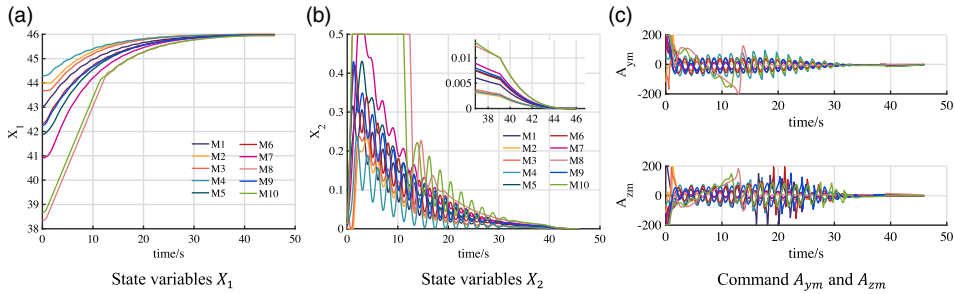 (a)
46
45
44
43
42
41
40
39
38
X1
M1 M6
M2 M7
M3 M8
M4 M9
M5 M10
0 10 20 30 40 50
time/s
State variables X1
(b)
0.5
0.4
0.3
0.2
0.1
0
X2
0.01
0.005
0
38 40 42 44 46
M1 M6
M2 M7
M3 M8
M4 M9
M5 M10
0 10 20 30 40 50
time/s
State variables X2
(c)
200
0
-200
Aym
0 10 20 30 40 50
time/s
200
0
-200
Azm
0 10 20 30 40 50
time/s
Command Aym and Azm